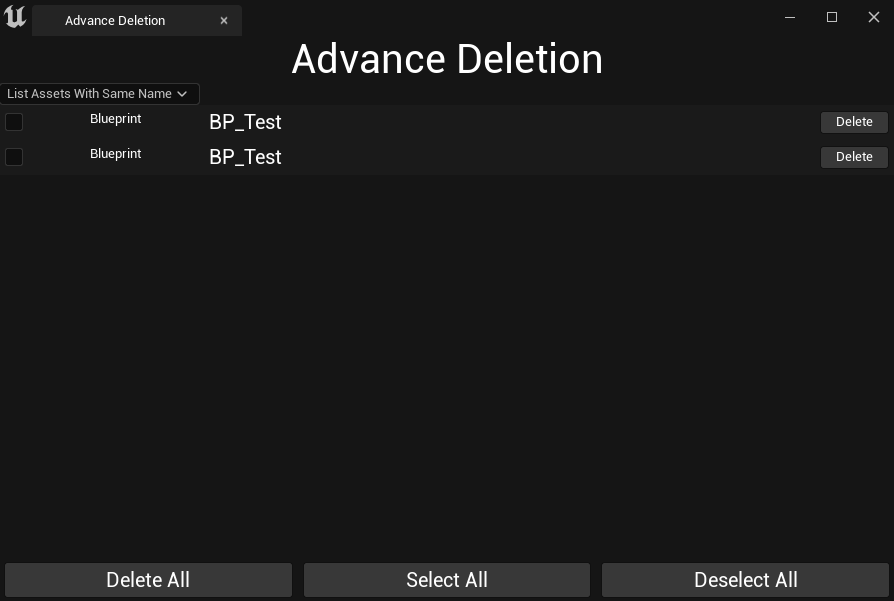 Advance Deletion
Advance Deletion
List Assets With Same Name
Blueprint BP_Test Delete
Blueprint BP_Test Delete
Delete All Select All Deselect All